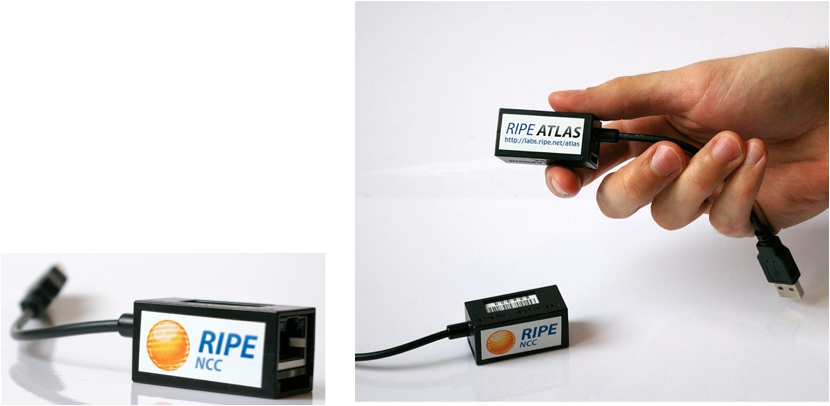 RIPE
NCC
RIPE ATLAS
http://labs.ripe.net/atlas
RIPE
NCC